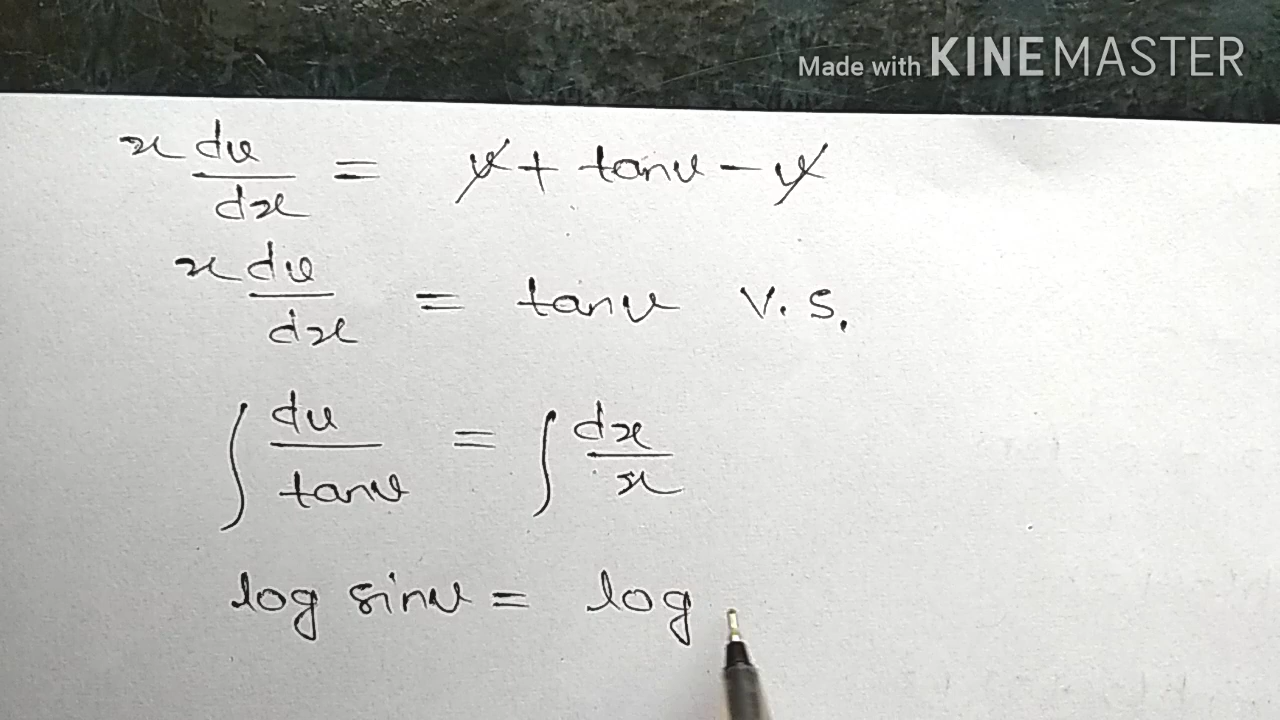 Made with KINEMASTER
x dv/dx = v + tanv - v
x dv/dx = tanv V.S.
∫ dv/tanv = ∫ dx/x
log sinv = log